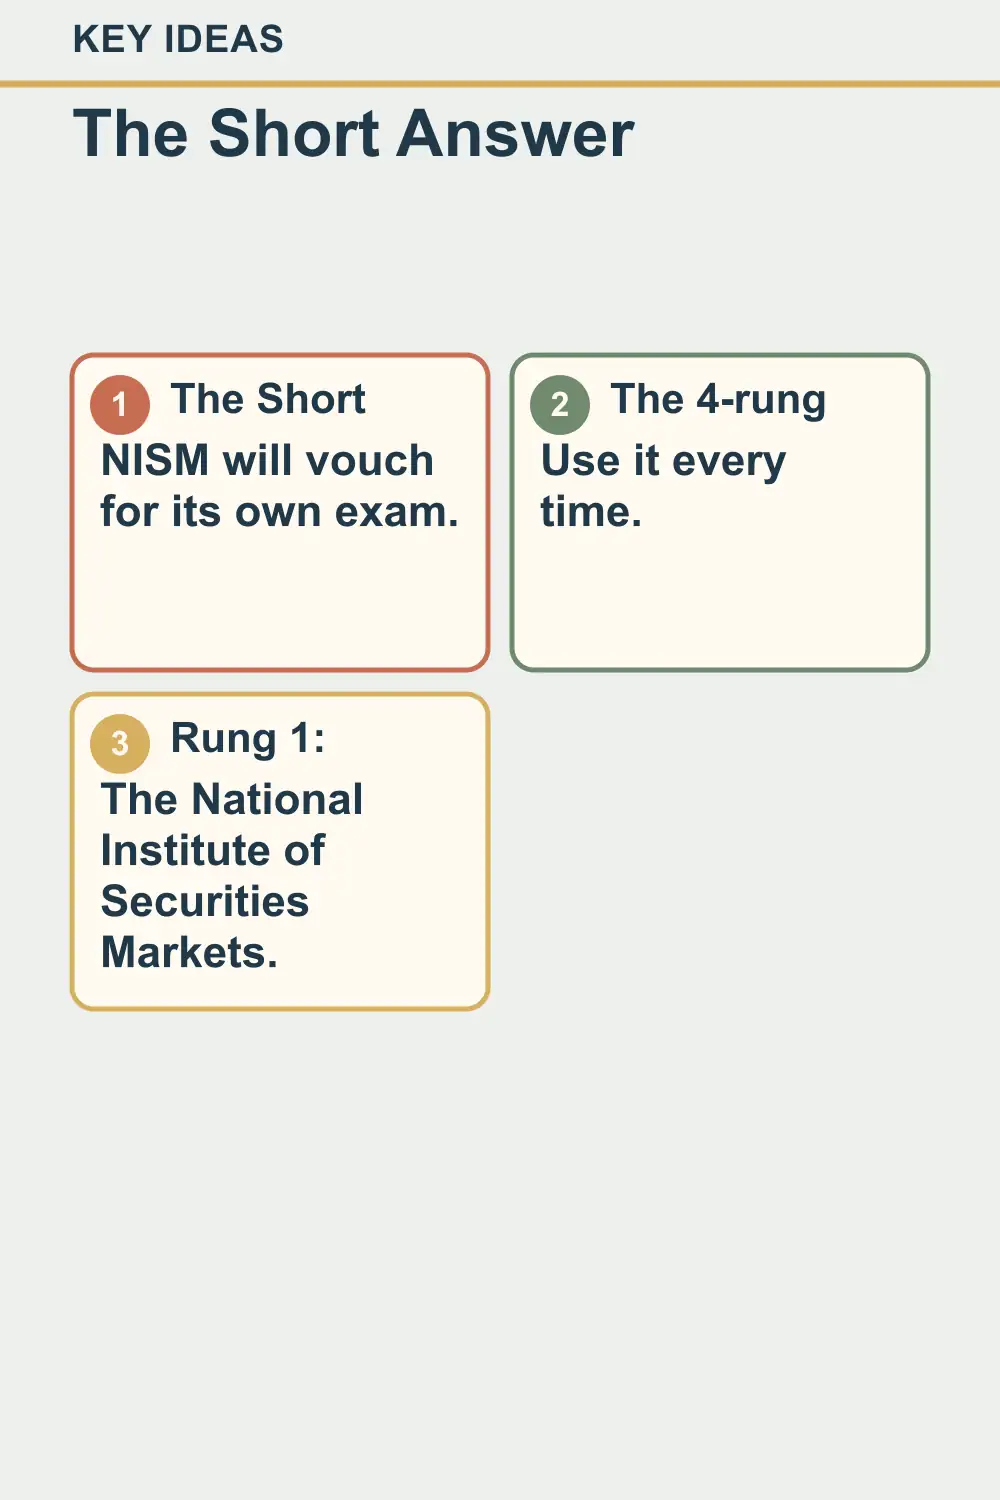 KEY IDEAS
The Short Answer
1 The Short
NISM will vouch
for its own exam.
2 The 4-rung
Use it every
time.
3 Rung 1:
The National
Institute of
Securities
Markets.